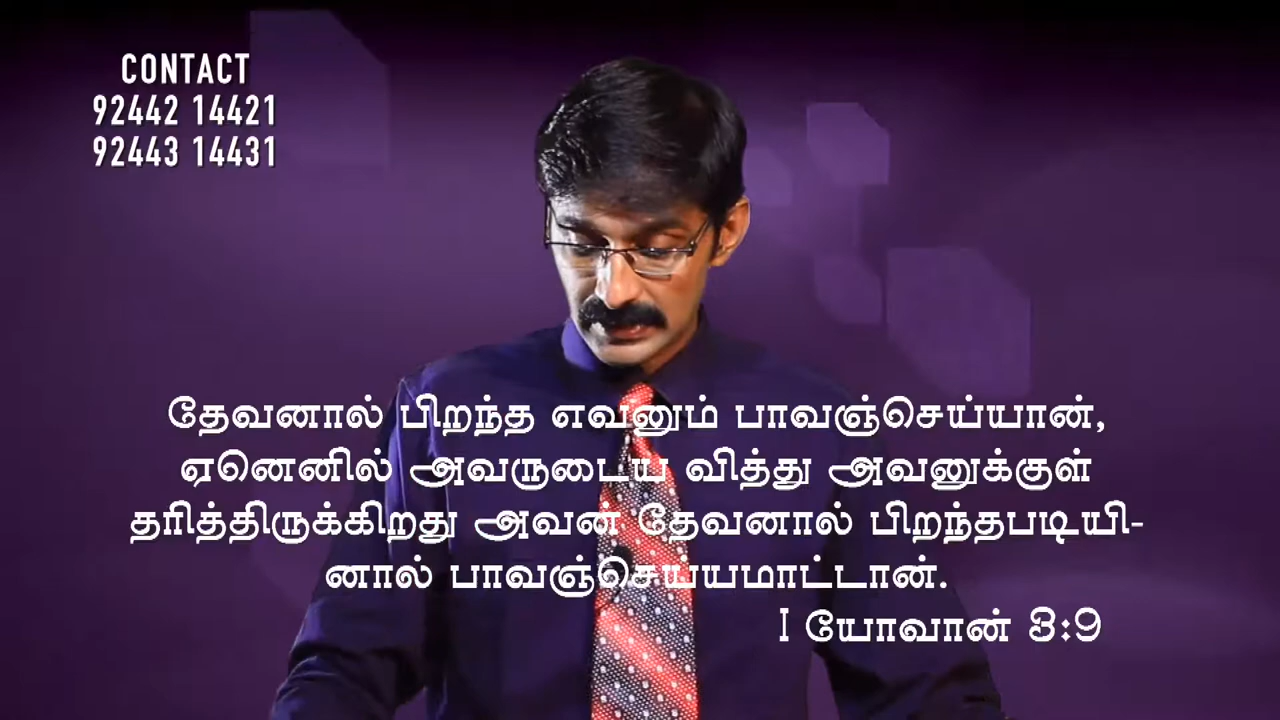 CONTACT
92442 14421
92443 14431
தேவனால் பிறந்த எவனும் பாவஞ்செய்யான்,
ஏனெனில் அவருடைய வித்து அவனுக்குள்
தரித்திருக்கிறது அவன் தேவனால் பிறந்தபடியி-
னால் பாவஞ்செய்யமாட்டான்.
I யோவான் 3:9